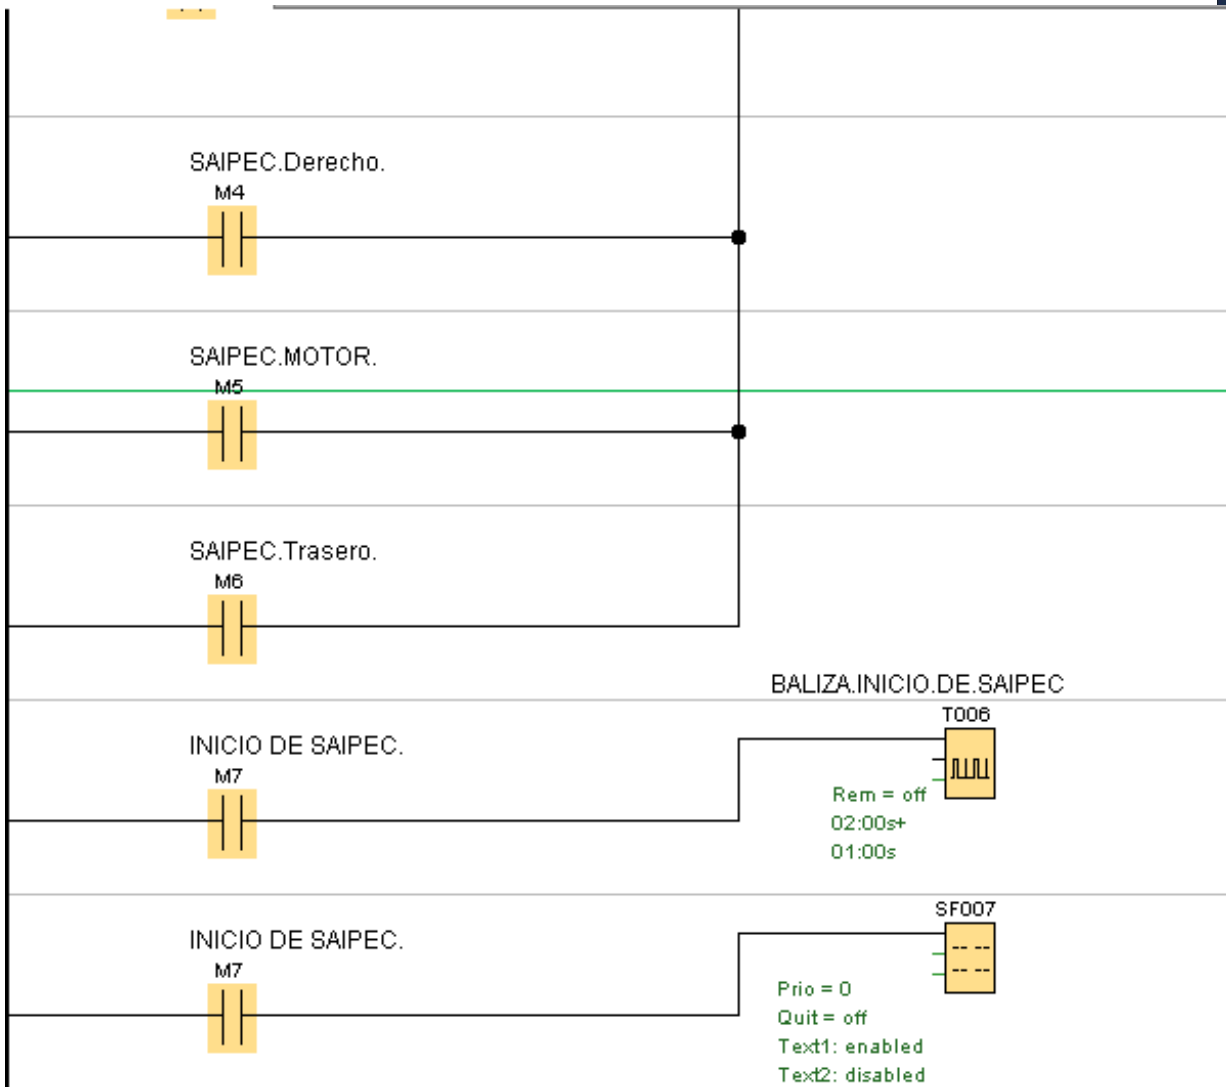 SAIPEC.Derecho.
M4
SAIPEC.MOTOR.
M5
SAIPEC.Trasero.
M6
BALIZA.INICIO.DE.SAIPEC
T006
INICIO DE SAIPEC.
M7
Rem = off
02:00s+
01:00s
SF007
INICIO DE SAIPEC.
M7
Prio = 0
Quit = off
Text1: enabled
Text2: disabled